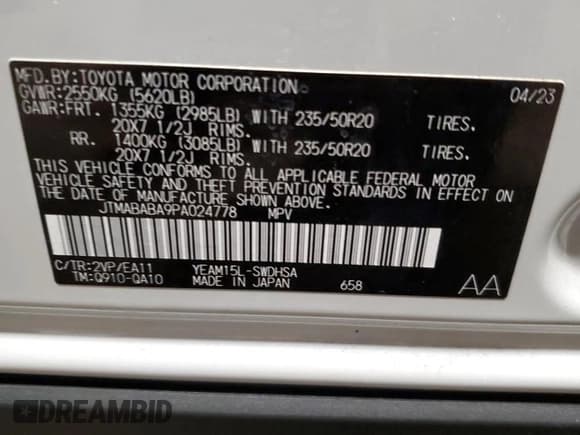 MFD.BY:TOYOTA MOTOR CORPORATION 04/23
GVWR:2550KG (5620LB)
GAWR:FRT. 1355KG (2985LB) WITH 235/50R20 TIRES.
20X7 1/2J RIMS.
RR. 1400KG (3085LB) WITH 235/50R20 TIRES.
20X7 1/2J RIMS.
THIS VEHICLE CONFORMS TO ALL APPLICABLE FEDERAL MOTOR
VEHICLE SAFETY AND THEFT PREVENTION STANDARDS IN EFFECT ON
THE DATE OF MANUFACTURE SHOWN ABOVE.
JTMABABA9PA024778 MPV
C/TR:2VP/EA11 YEAM15L-SWDHSA
TM:Q910-QA10 MADE IN JAPAN 658 AA
DREAMBID